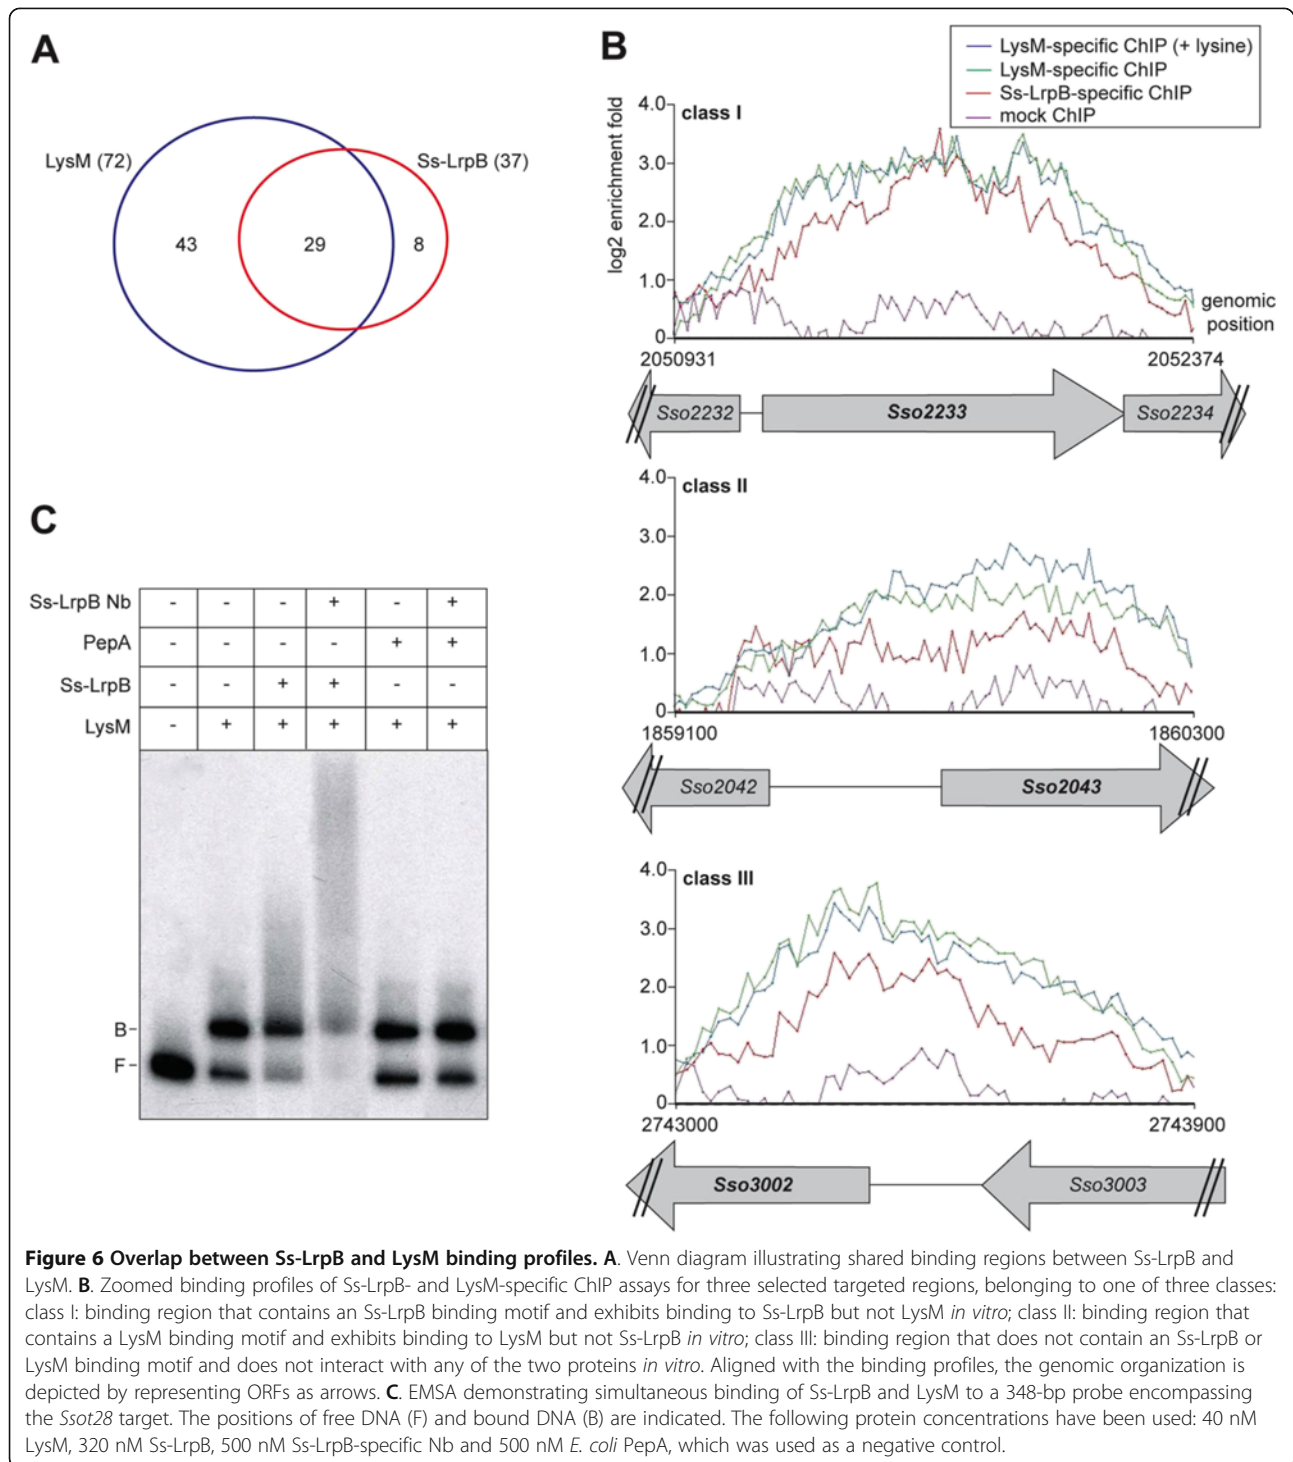 A
LysM (72)
Ss-LrpB (37)
43
29
8
B
LysM-specific ChIP (+ lysine)
LysM-specific ChIP
Ss-LrpB-specific ChIP
mock ChIP
log2 enrichment fold
class I
4.0
3.0
2.0
1.0
0
genomic
position
2050931
2052374
Sso2232
Sso2233
Sso2234
class II
4.0
3.0
2.0
1.0
0
1859100
1860300
Sso2042
Sso2043
class III
4.0
3.0
2.0
1.0
0
2743000
2743900
Sso3002
Sso3003
C
Ss-LrpB Nb - - - + - +
PepA - - - - + +
Ss-LrpB - - + + - -
LysM - + + + + +
B-
F-
Figure 6 Overlap between Ss-LrpB and LysM binding profiles. A. Venn diagram illustrating shared binding regions between Ss-LrpB and
LysM. B. Zoomed binding profiles of Ss-LrpB- and LysM-specific ChIP assays for three selected targeted regions, belonging to one of three classes:
class I: binding region that contains an Ss-LrpB binding motif and exhibits binding to Ss-LrpB but not LysM in vitro; class II: binding region that
contains a LysM binding motif and exhibits binding to LysM but not Ss-LrpB in vitro; class III: binding region that does not contain an Ss-LrpB or
LysM binding motif and does not interact with any of the two proteins in vitro. Aligned with the binding profiles, the genomic organization is
depicted by representing ORFs as arrows. C. EMSA demonstrating simultaneous binding of Ss-LrpB and LysM to a 348-bp probe encompassing
the Ssot28 target. The positions of free DNA (F) and bound DNA (B) are indicated. The following protein concentrations have been used: 40 nM
LysM, 320 nM Ss-LrpB, 500 nM Ss-LrpB-specific Nb and 500 nM E. coli PepA, which was used as a negative control.